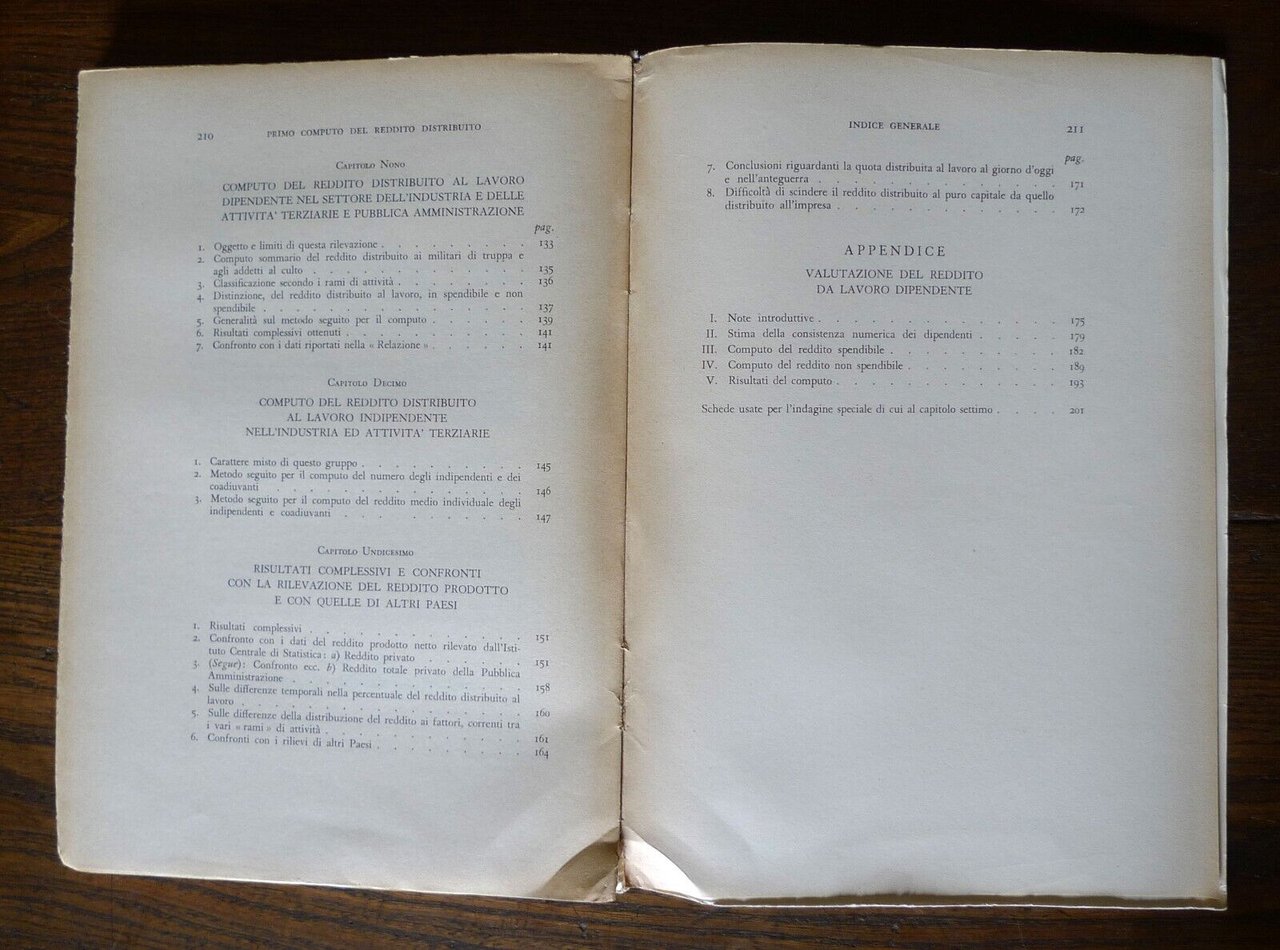 210 PRIMO COMPUTO DEL REDDITO DISTRIBUITO
Capitolo Nono
COMPUTO DEL REDDITO DISTRIBUITO AL LAVORO
DIPENDENTE NEL SETTORE DELL'INDUSTRIA E DELLE
ATTIVITA' TERZIARIE E PUBBLICA AMMINISTRAZIONE
pag.
1. Oggetto e limiti di questa rilevazione . . . . . . . . 133
2. Computo sommario del reddito distribuito ai militari di truppa e
agli addetti al culto . . . . . . . . . . . 135
3. Classificazione secondo i rami di attività . . . . . . . 136
4. Distinzione, del reddito distribuito al lavoro, in spendibile e non
spendibile . . . . . . . . . . . . . . 137
5. Generalità sul metodo seguito per il computo . . . . . 139
6. Risultati complessivi ottenuti . . . . . . . . . . 141
7. Confronto con i dati riportati nella « Relazione » . . . . . 141
Capitolo Decimo
COMPUTO DEL REDDITO DISTRIBUITO
AL LAVORO INDIPENDENTE
NELL'INDUSTRIA ED ATTIVITA' TERZIARIE
1. Carattere misto di questo gruppo . . . . . . . . . 145
2. Metodo seguito per il computo del numero degli indipendenti e dei
coadiuvanti . . . . . . . . . . . . . 146
3. Metodo seguito per il computo del reddito medio individuale degli
indipendenti e coadiuvanti . . . . . . . . . . 147
Capitolo Undicesimo
RISULTATI COMPLESSIVI E CONFRONTI
CON LA RILEVAZIONE DEL REDDITO PRODOTTO
E CON QUELLE DI ALTRI PAESI
1. Risultati complessivi . . . . . . . . . . . . 151
2. Confronto con i dati del reddito prodotto netto rilevato dall'Isti-
tuto Centrale di Statistica: a) Reddito privato . . . . . 151
3. (Segue): Confronto ecc. b) Reddito totale privato della Pubblica
Amministrazione . . . . . . . . . . . . 158
4. Sulle differenze temporali nella percentuale del reddito distribuito al
lavoro . . . . . . . . . . . . . . . 160
5. Sulle differenze della distribuzione del reddito ai fattori, correnti tra
i vari « rami » di attività . . . . . . . . . . 161
6. Confronti con i rilievi di altri Paesi . . . . . . . . 164
INDICE GENERALE 211
pag.
7. Conclusioni riguardanti la quota distribuita al lavoro al giorno d'oggi
e nell'anteguerra . . . . . . . . . . . . 171
8. Difficoltà di scindere il reddito distribuito al puro capitale da quello
distribuito all'impresa . . . . . . . . . . . 172
APPENDICE
VALUTAZIONE DEL REDDITO
DA LAVORO DIPENDENTE
I. Note introduttive . . . . . . . . . . . . 175
II. Stima della consistenza numerica dei dipendenti . . . . . 179
III. Computo del reddito spendibile . . . . . . . . . 182
IV. Computo del reddito non spendibile . . . . . . . . 189
V. Risultati del computo . . . . . . . . . . . 193
Schede usate per l'indagine speciale di cui al capitolo settimo . . . . 201